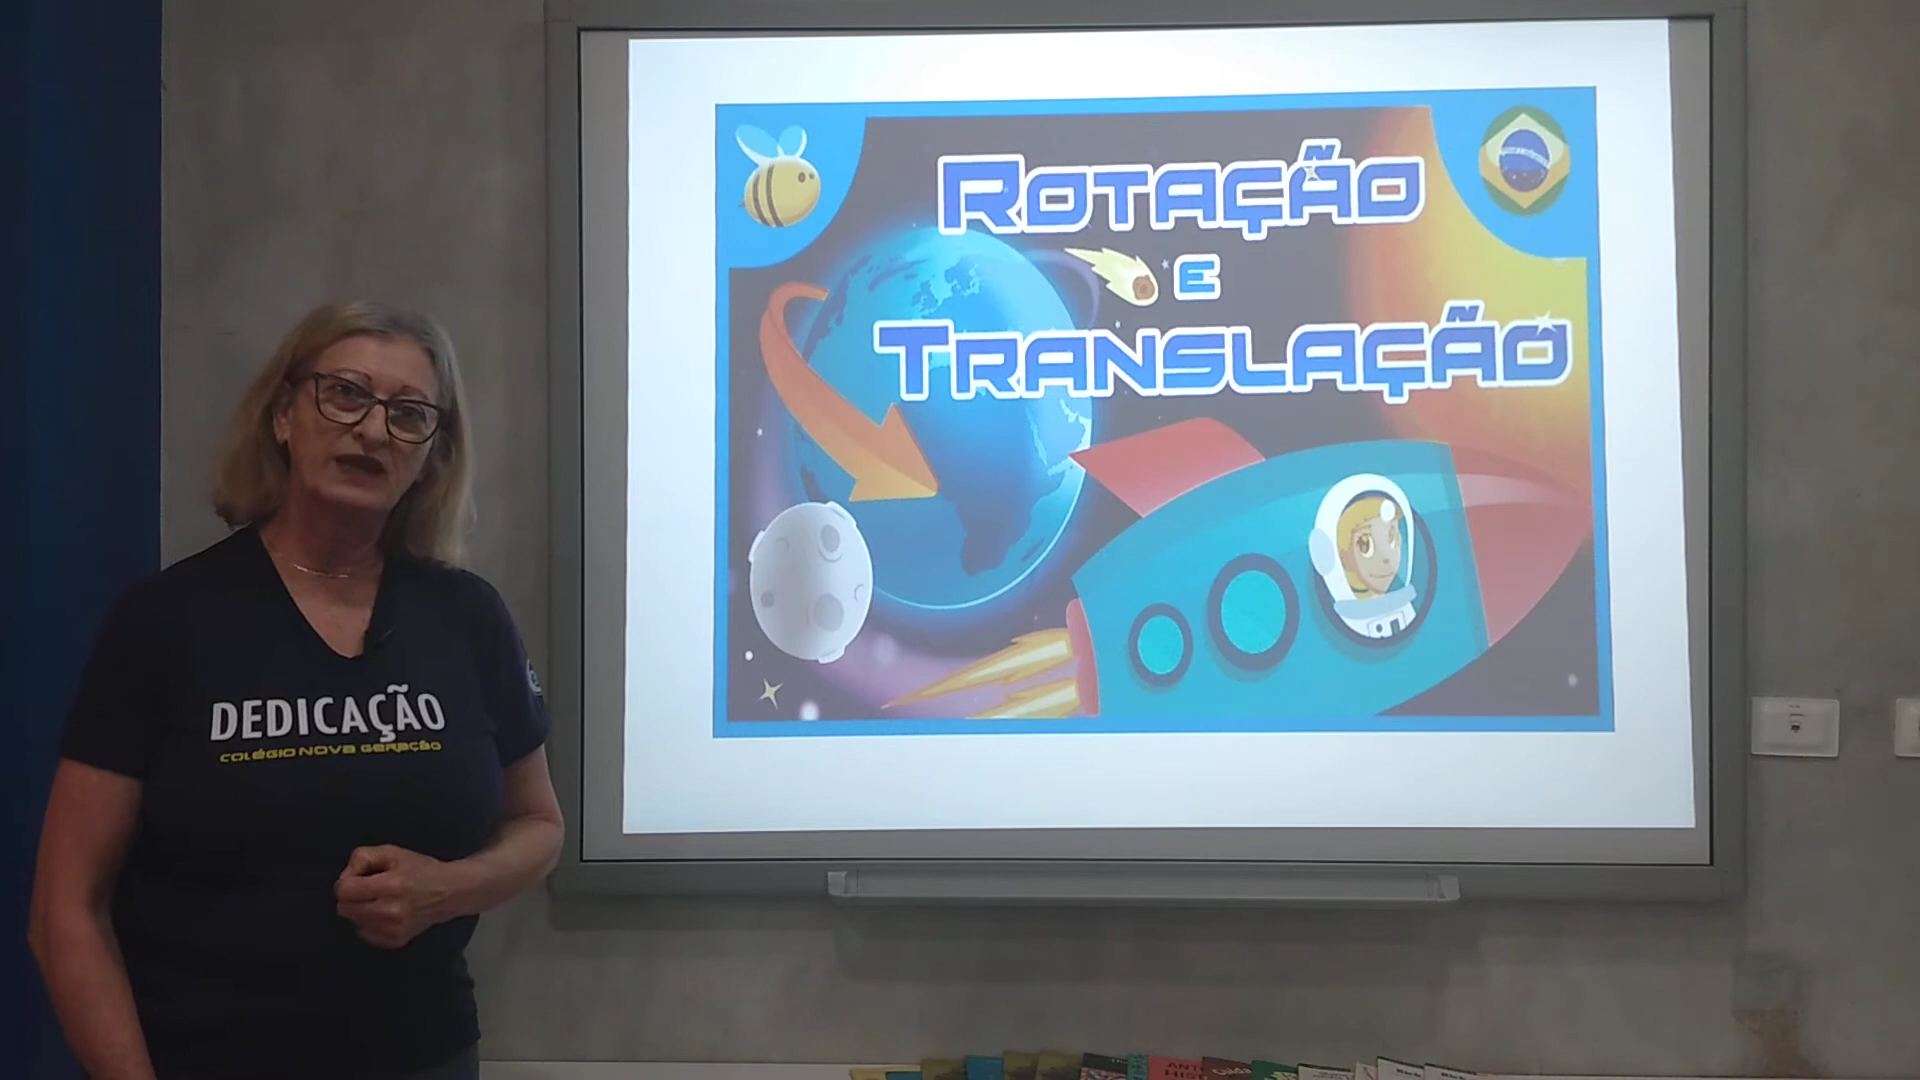 ROTAÇÃO
E
TRANSLAÇÃO
DEDICAÇÃO
COLÉGIO NOVA GERAÇÃO